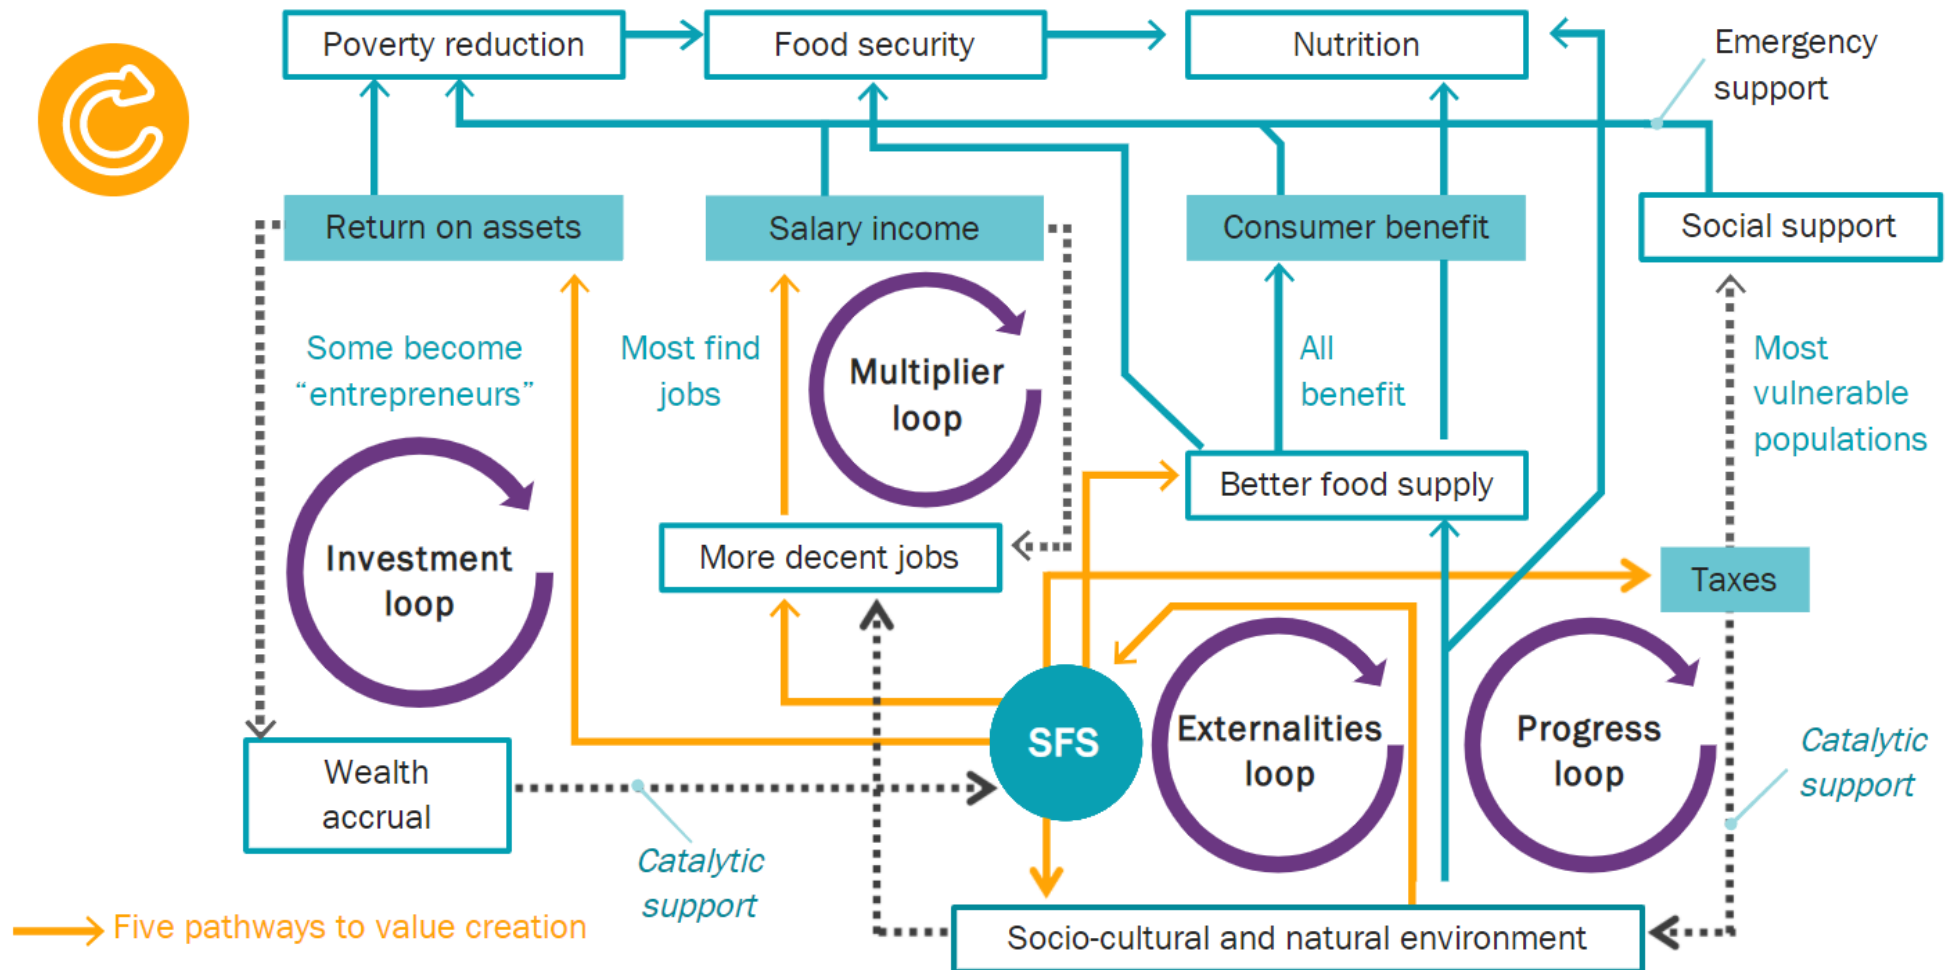 Poverty reduction
Food security
Nutrition
Emergency
support
Return on assets
Salary income
Consumer benefit
Social support
Some become
“entrepreneurs”
Most find
jobs
Multiplier
loop
All
benefit
Most
vulnerable
populations
Better food supply
Investment
loop
More decent jobs
Taxes
SFS
Externalities
loop
Progress
loop
Catalytic
support
Wealth
accrual
Catalytic
support
Five pathways to value creation
Socio-cultural and natural environment